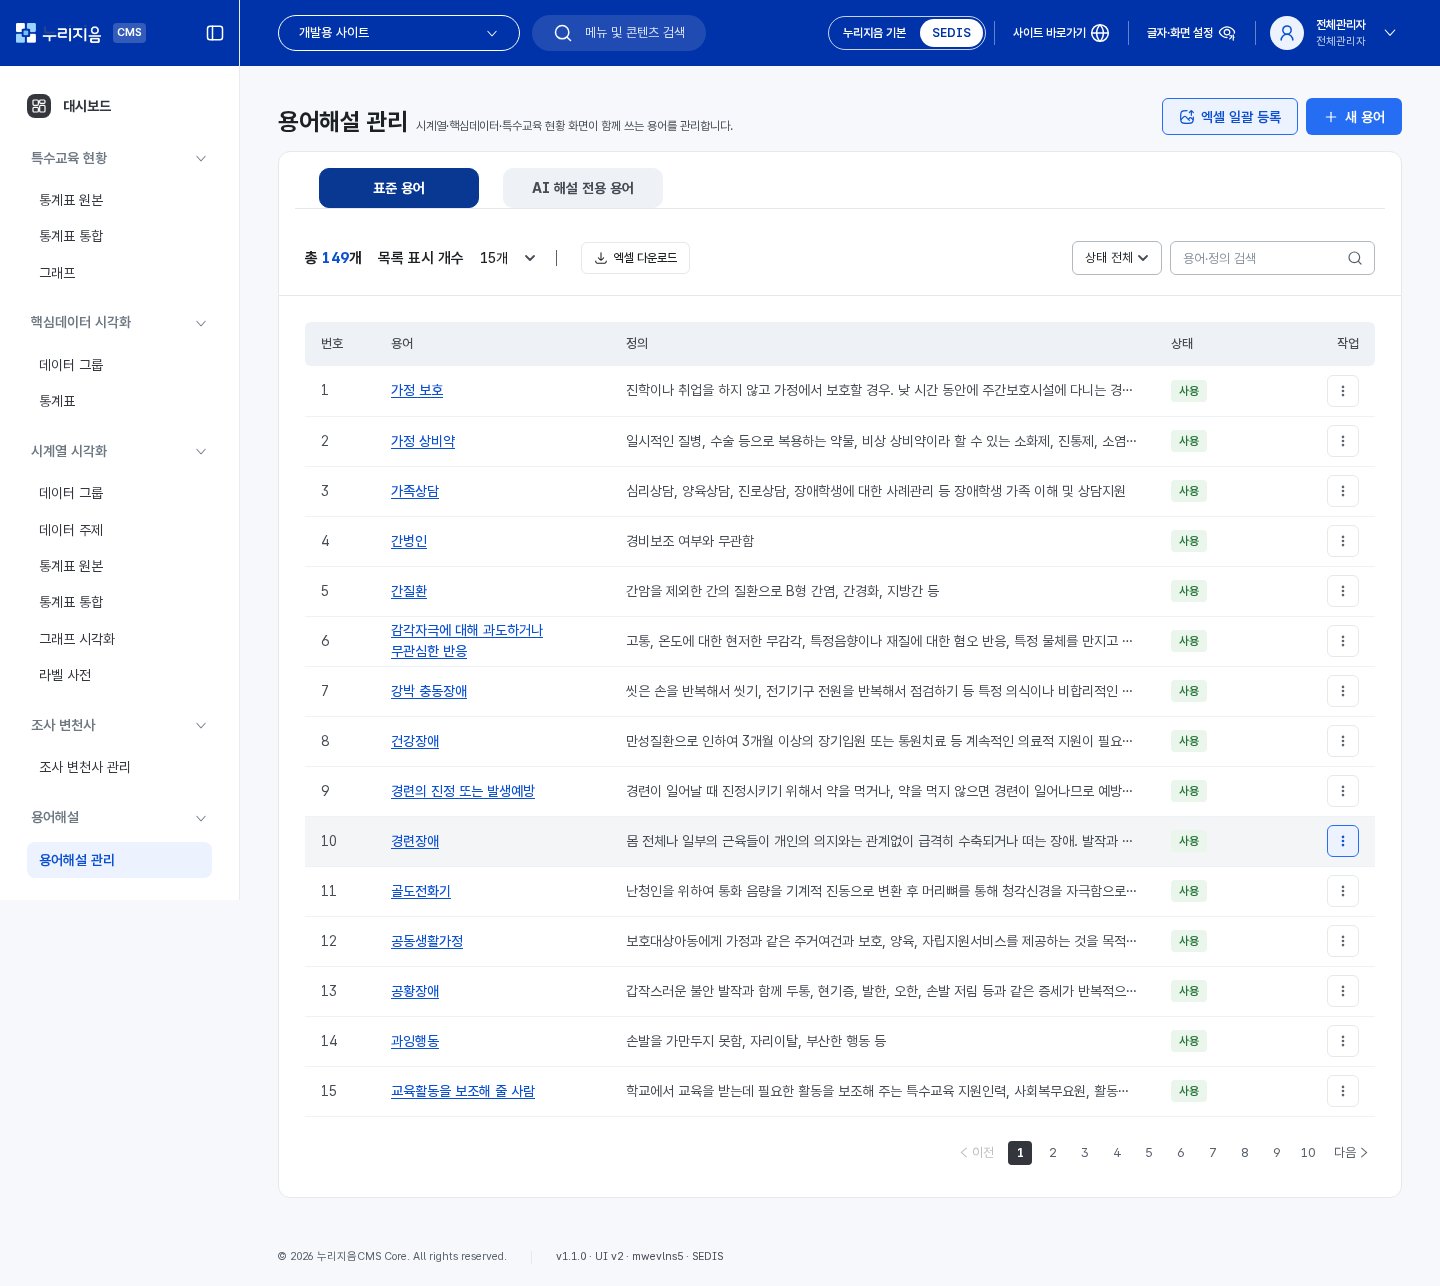 누리지음 CMS
개발용 사이트
메뉴 및 콘텐츠 검색
누리지음 기본 SEDIS
사이트 바로가기
글자·화면 설정
전체관리자
전체관리자
대시보드
특수교육 현황
통계표 원본
통계표 통합
그래프
핵심데이터 시각화
데이터 그룹
통계표
시계열 시각화
데이터 그룹
데이터 주제
통계표 원본
통계표 통합
그래프 시각화
라벨 사전
조사 변천사
조사 변천사 관리
용어해설
용어해설 관리
용어해설 관리 시계열·핵심데이터·특수교육 현황 화면이 함께 쓰는 용어를 관리합니다.
엑셀 일괄 등록
새 용어
표준 용어
AI 해설 전용 용어
총 149개 목록 표시 개수 15개 엑셀 다운로드
상태 전체
용어·정의 검색
번호 용어 정의 상태 작업
1 가정 보호 진학이나 취업을 하지 않고 가정에서 보호할 경우. 낮 시간 동안에 주간보호시설에 다니는 경… 사용
2 가정 상비약 일시적인 질병, 수술 등으로 복용하는 약물, 비상 상비약이라 할 수 있는 소화제, 진통제, 소염… 사용
3 가족상담 심리상담, 양육상담, 진로상담, 장애학생에 대한 사례관리 등 장애학생 가족 이해 및 상담지원 사용
4 간병인 경비보조 여부와 무관함 사용
5 간질환 간암을 제외한 간의 질환으로 B형 간염, 간경화, 지방간 등 사용
6 감각자극에 대해 과도하거나 무관심한 반응 고통, 온도에 대한 현저한 무감각, 특정음향이나 재질에 대한 혐오 반응, 특정 물체를 만지고 … 사용
7 강박 충동장애 씻은 손을 반복해서 씻기, 전기기구 전원을 반복해서 점검하기 등 특정 의식이나 비합리적인 … 사용
8 건강장애 만성질환으로 인하여 3개월 이상의 장기입원 또는 통원치료 등 계속적인 의료적 지원이 필요… 사용
9 경련의 진정 또는 발생예방 경련이 일어날 때 진정시키기 위해서 약을 먹거나, 약을 먹지 않으면 경련이 일어나므로 예방… 사용
10 경련장애 몸 전체나 일부의 근육들이 개인의 의지와는 관계없이 급격히 수축되거나 떠는 장애. 발작과 … 사용
11 골도전화기 난청인을 위하여 통화 음량을 기계적 진동으로 변환 후 머리뼈를 통해 청각신경을 자극함으로… 사용
12 공동생활가정 보호대상아동에게 가정과 같은 주거여건과 보호, 양육, 자립지원서비스를 제공하는 것을 목적… 사용
13 공황장애 갑작스러운 불안 발작과 함께 두통, 현기증, 발한, 오한, 손발 저림 등과 같은 증세가 반복적으… 사용
14 과잉행동 손발을 가만두지 못함, 자리이탈, 부산한 행동 등 사용
15 교육활동을 보조해 줄 사람 학교에서 교육을 받는데 필요한 활동을 보조해 주는 특수교육 지원인력, 사회복무요원, 활동… 사용
이전 1 2 3 4 5 6 7 8 9 10 다음
© 2026 누리지음CMS Core. All rights reserved.
v1.1.0 · UI v2 · mwevlns5 · SEDIS